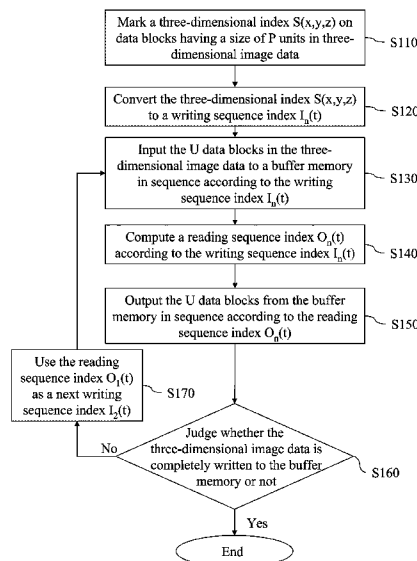 Mark a three-dimensional index S(x,y,z) on
data blocks having a size of P units in three-
dimensional image data
S110
Convert the three-dimensional index S(x,y,z)
to a writing sequence index Iₙ(t)
S120
Input the U data blocks in the three-
dimensional image data to a buffer memory
in sequence according to the writing
sequence index Iₙ(t)
S130
Compute a reading sequence index Oₙ(t)
according to the writing sequence index Iₙ(t)
S140
Output the U data blocks from the buffer
memory in sequence according to the reading
sequence index Oₙ(t)
S150
Use the reading
sequence index O₁(t)
as a next writing
sequence index I₂(t)
S170
Judge whether the
three-dimensional image data is
completely written to the buffer
memory or not
S160
No
Yes
End